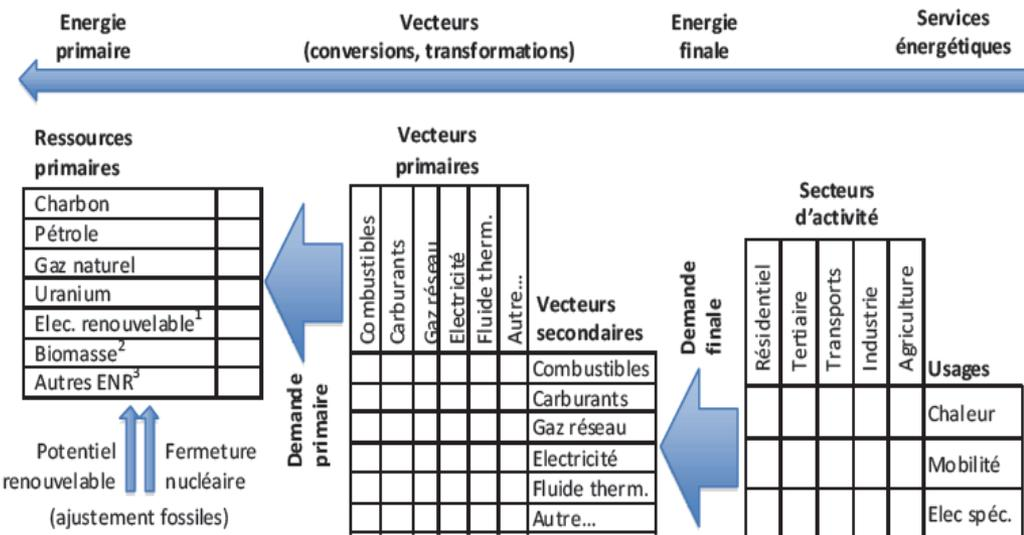 Energie
primaire
Vecteurs
(conversions, transformations)
Energie
finale
Services
énergétiques
Ressources
primaires
Charbon
Pétrole
Gaz naturel
Uranium
Elec. renouvelable1
Biomasse2
Autres ENR3
Potentiel
renouvelable
Fermeture
nucléaire
(ajustement fossiles)
Demande
primaire
Vecteurs
primaires
Combustibles
Carburants
Gaz réseau
Electricité
Fluide therm.
Autre...
Vecteurs
secondaires
Combustibles
Carburants
Gaz réseau
Electricité
Fluide therm.
Autre...
Demande
finale
Secteurs
d'activité
Résidentiel
Tertiaire
Transports
Industrie
Agriculture
Usages
Chaleur
Mobilité
Elec spéc.